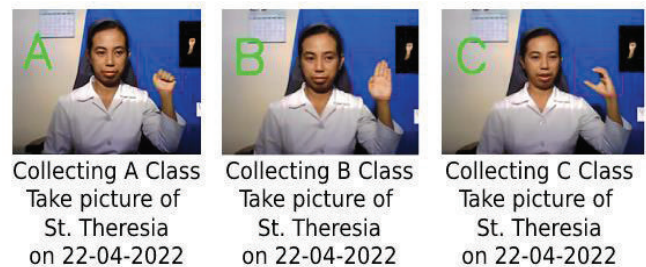 A
B
C
Collecting A Class
Take picture of
St. Theresia
on 22-04-2022
Collecting B Class
Take picture of
St. Theresia
on 22-04-2022
Collecting C Class
Take picture of
St. Theresia
on 22-04-2022